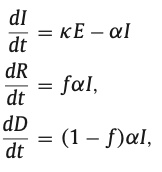 dI/dt = κE − αI
dR/dt = fαI,
dD/dt = (1 − f)αI,